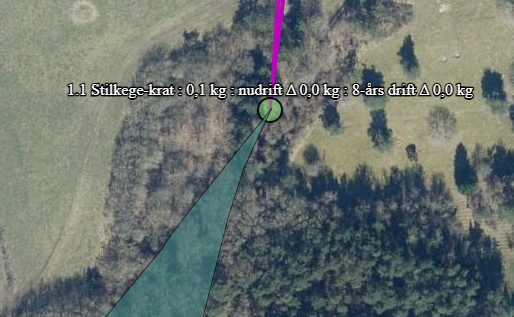 1.1 Stilkege-krat : 0,1 kg : nudrift Δ 0,0 kg : 8-års drift Δ 0,0 kg